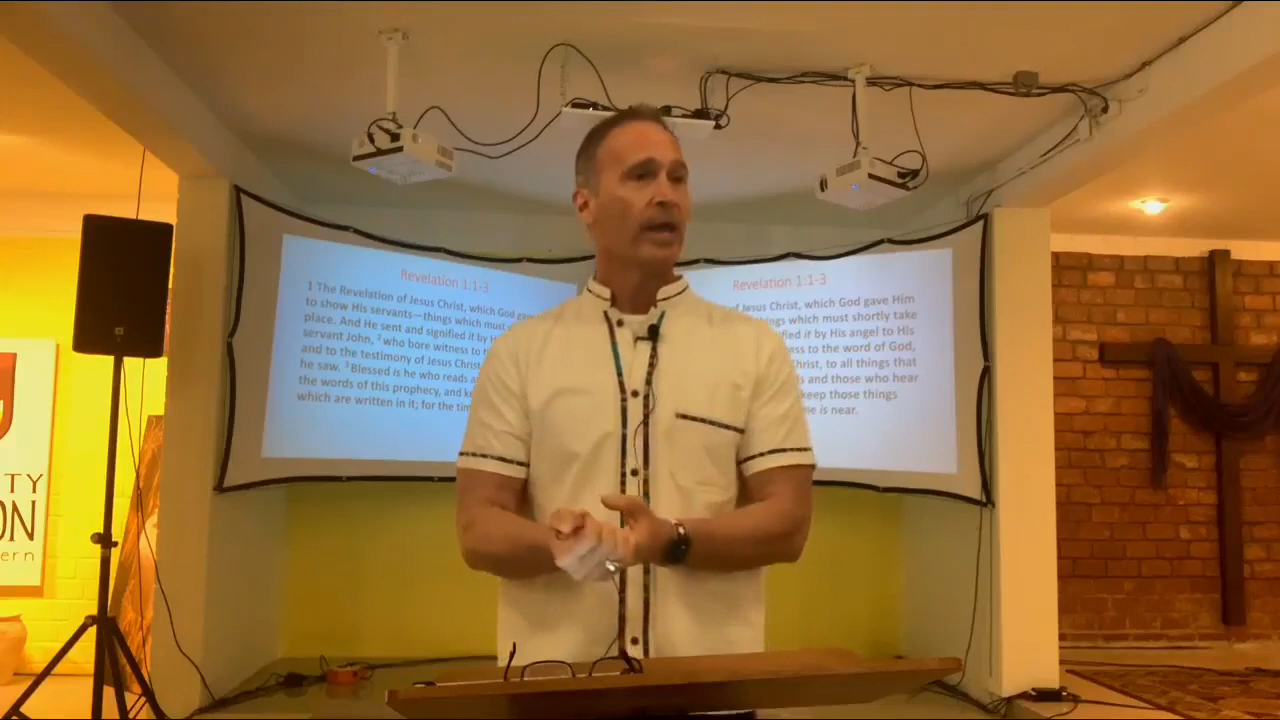 Revelation 1:1-3
1 The Revelation of Jesus Christ, which God gave
to show His servants—things which must
place. And He sent and signified it by
servant John, 2 who bore witness to
and to the testimony of Jesus Christ
he saw. 3 Blessed is he who reads
the words of this prophecy, and
which are written in it; for the
Revelation 1:1-3
of Jesus Christ, which God gave Him
which must shortly take
it by His angel to His
to the word of God,
to all things that
and those who hear
keep those things
is near.
TY
ON
ern